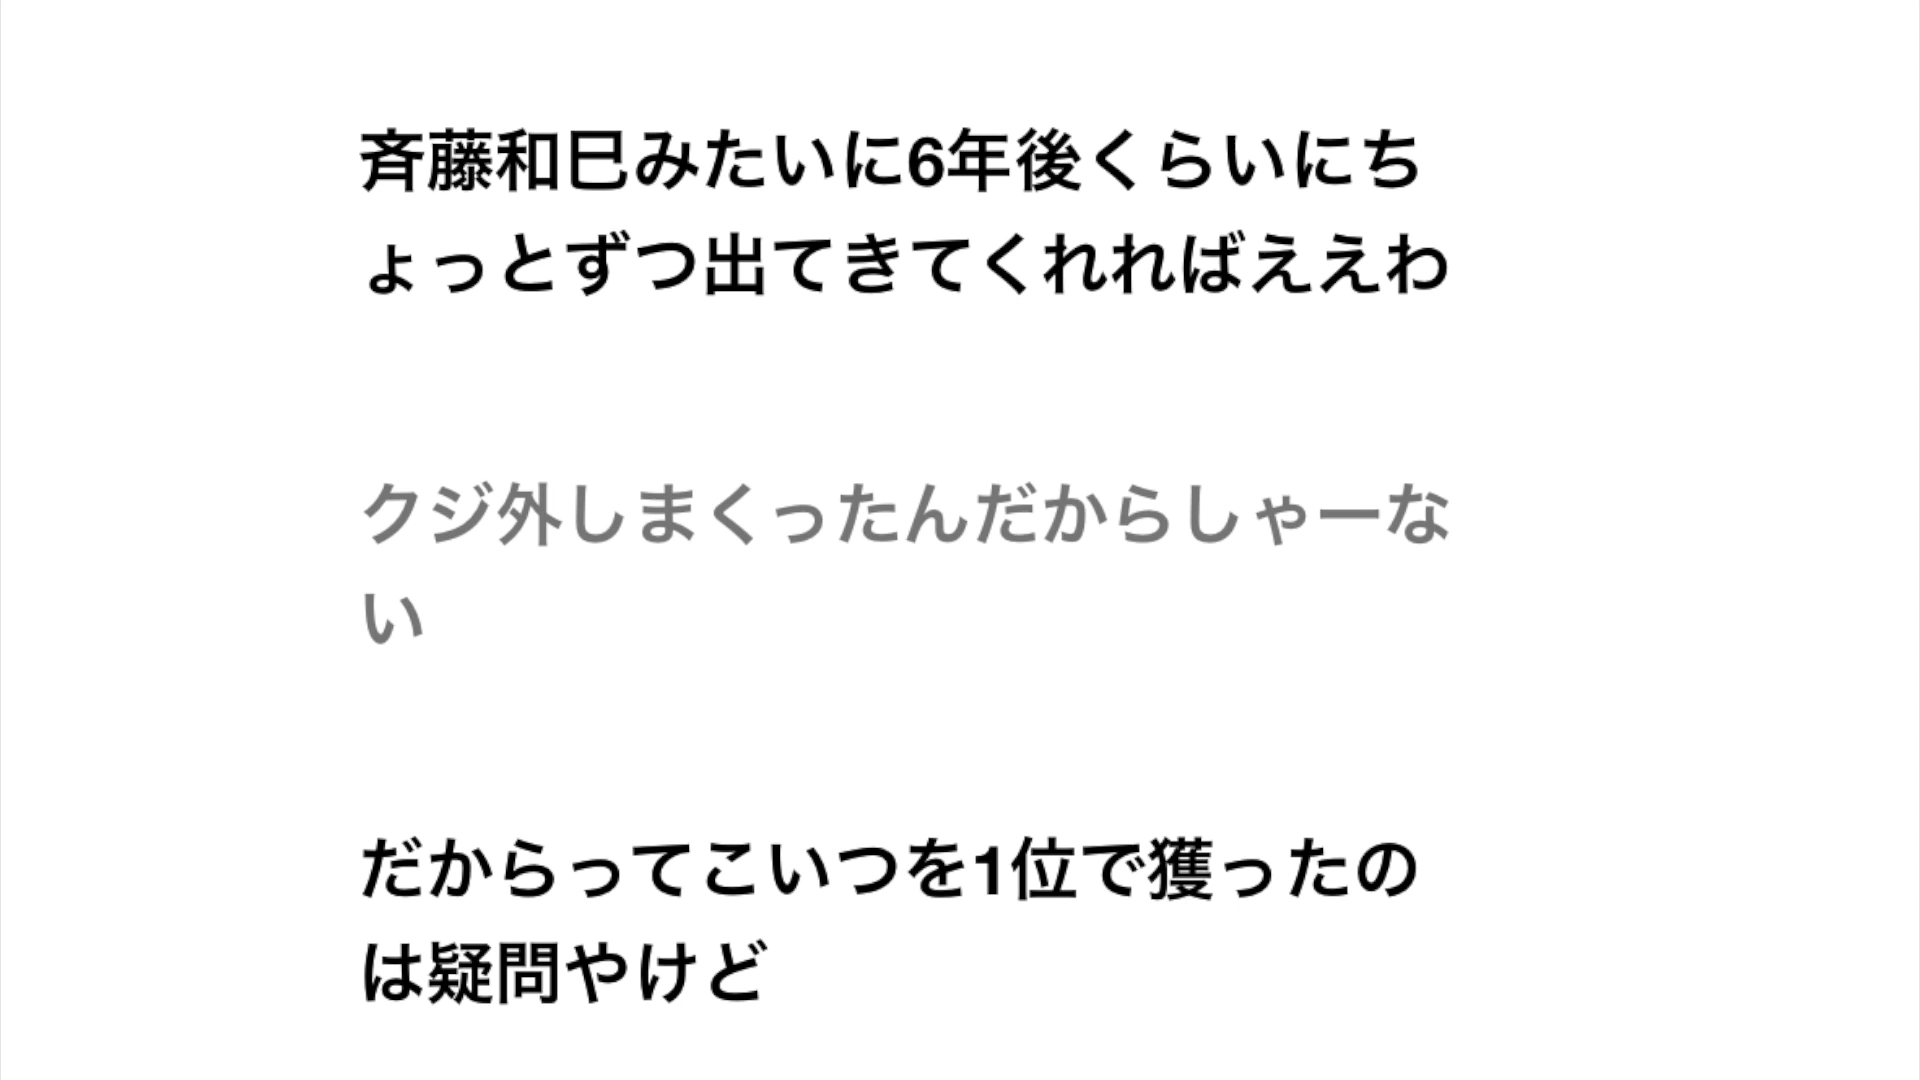 斉藤和巳みたいに6年後くらいにち
ょっとずつ出てきてくれればええわ
クジ外しまくったんだからしゃーな
い
だからってこいつを1位で獲ったの
は疑問やけど